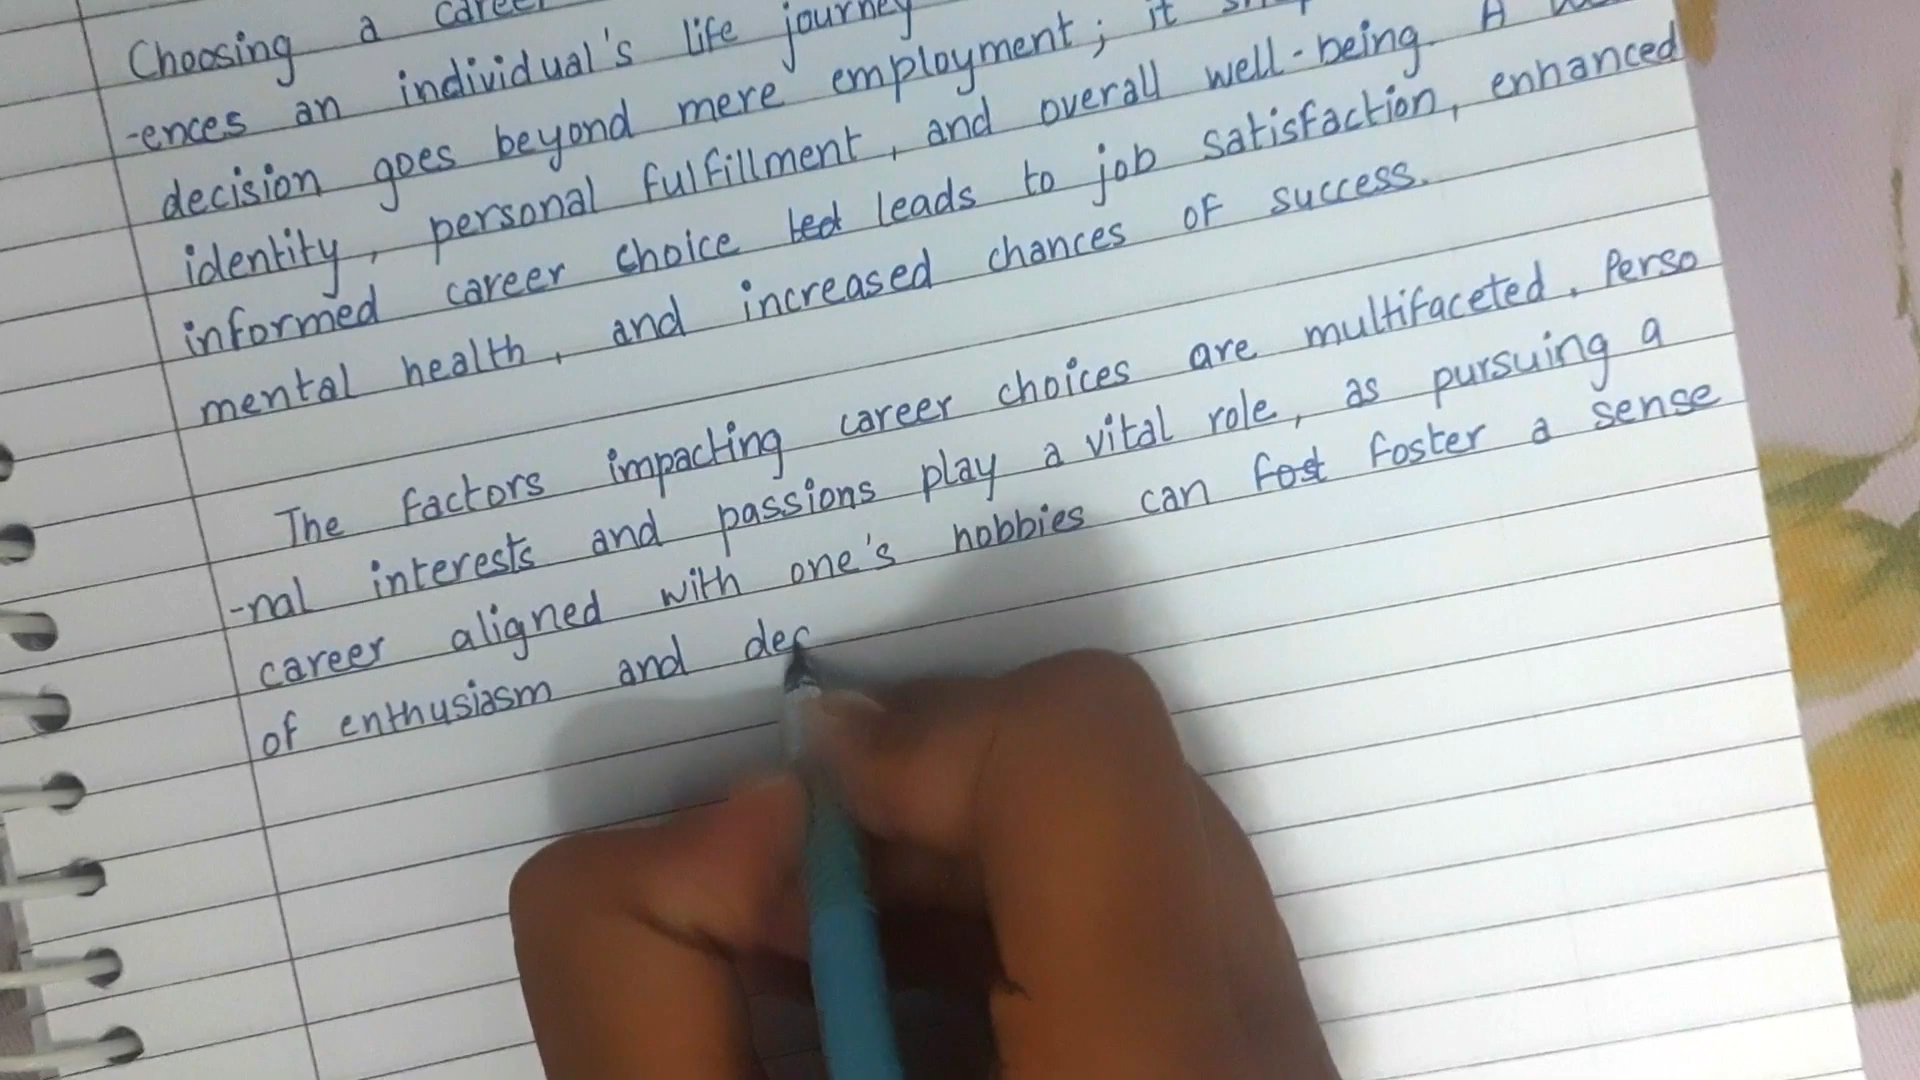 Choosing a career
-ences an individual's life journey
decision goes beyond mere employment; it
identity, personal fulfillment, and overall well-being. A
informed career choice led leads to job satisfaction, enhanced
mental health, and increased chances of success.
The factors impacting career choices are multifaceted. Perso
-nal interests and passions play a vital role, as pursuing a
career aligned with one's hobbies can fost foster a sense
of enthusiasm and dec